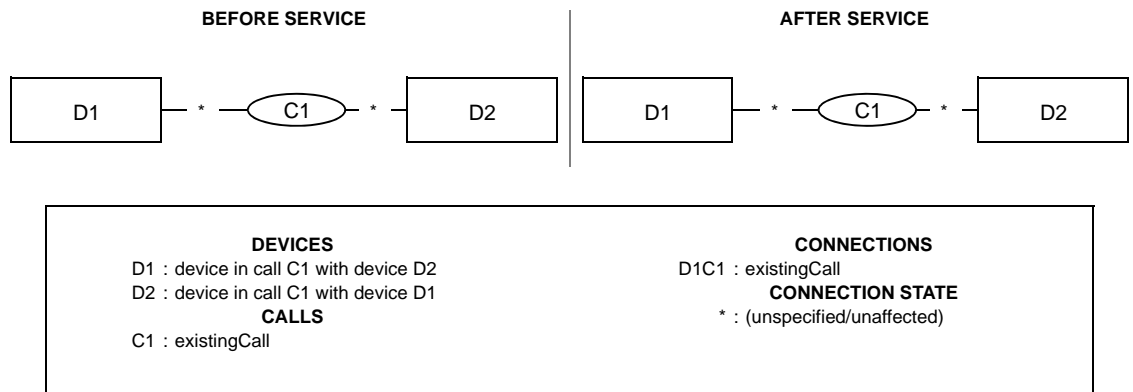 BEFORE SERVICE
AFTER SERVICE
D1 * C1 * D2
D1 * C1 * D2
DEVICES
D1 : device in call C1 with device D2
D2 : device in call C1 with device D1
CALLS
C1 : existingCall
CONNECTIONS
D1C1 : existingCall
CONNECTION STATE
* : (unspecified/unaffected)